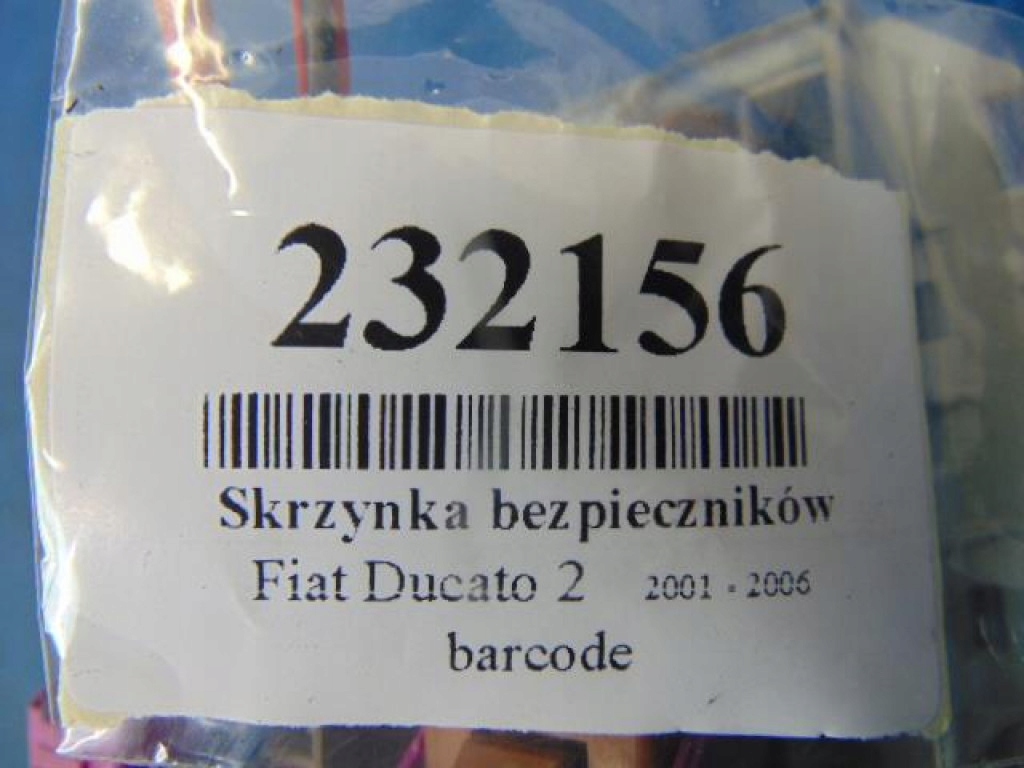 232156
Skrzynka bezpieczników
Fiat Ducato 2 2001 - 2006
barcode